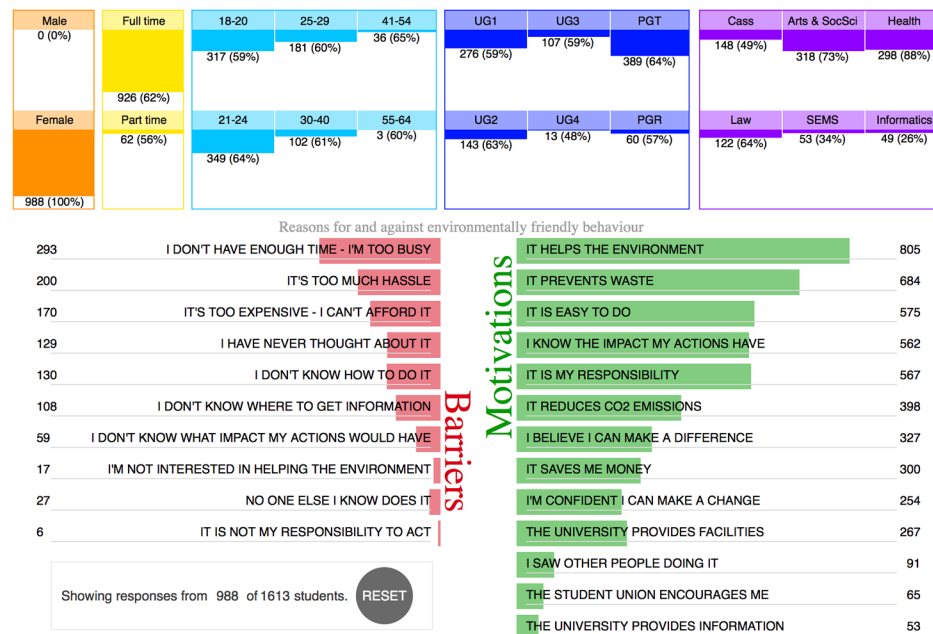 Male
0 (0%)
Full time
926 (62%)
18-20
317 (59%)
25-29
181 (60%)
41-54
36 (65%)
UG1
276 (59%)
UG3
107 (59%)
PGT
389 (64%)
Cass
148 (49%)
Arts & SocSci
318 (73%)
Health
298 (88%)
Female
988 (100%)
Part time
62 (56%)
21-24
349 (64%)
30-40
102 (61%)
55-64
3 (60%)
UG2
143 (63%)
UG4
13 (48%)
PGR
60 (57%)
Law
122 (64%)
SEMS
53 (34%)
Informatics
49 (26%)
Reasons for and against environmentally friendly behaviour
Barriers
293 I DON'T HAVE ENOUGH TIME - I'M TOO BUSY
200 IT'S TOO MUCH HASSLE
170 IT'S TOO EXPENSIVE - I CAN'T AFFORD IT
129 I HAVE NEVER THOUGHT ABOUT IT
130 I DON'T KNOW HOW TO DO IT
108 I DON'T KNOW WHERE TO GET INFORMATION
59 I DON'T KNOW WHAT IMPACT MY ACTIONS WOULD HAVE
17 I'M NOT INTERESTED IN HELPING THE ENVIRONMENT
27 NO ONE ELSE I KNOW DOES IT
6 IT IS NOT MY RESPONSIBILITY TO ACT
Motivations
IT HELPS THE ENVIRONMENT 805
IT PREVENTS WASTE 684
IT IS EASY TO DO 575
I KNOW THE IMPACT MY ACTIONS HAVE 562
IT IS MY RESPONSIBILITY 567
IT REDUCES CO2 EMISSIONS 398
I BELIEVE I CAN MAKE A DIFFERENCE 327
IT SAVES ME MONEY 300
I'M CONFIDENT I CAN MAKE A CHANGE 254
THE UNIVERSITY PROVIDES FACILITIES 267
I SAW OTHER PEOPLE DOING IT 91
THE STUDENT UNION ENCOURAGES ME 65
THE UNIVERSITY PROVIDES INFORMATION 53
Showing responses from 988 of 1613 students.
RESET